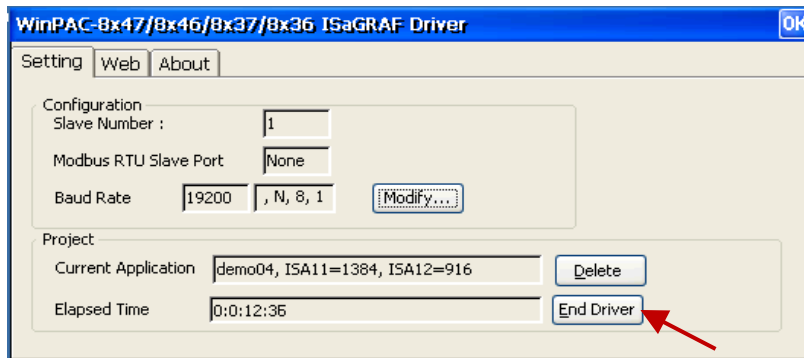 WinPAC-8x47/8x46/8x37/8x36 ISaGRAF Driver OK
Setting Web About
Configuration
Slave Number : 1
Modbus RTU Slave Port None
Baud Rate 19200 , N, 8, 1 Modify...
Project
Current Application demo04, ISA11=1384, ISA12=916 Delete
Elapsed Time 0:0:12:36 End Driver